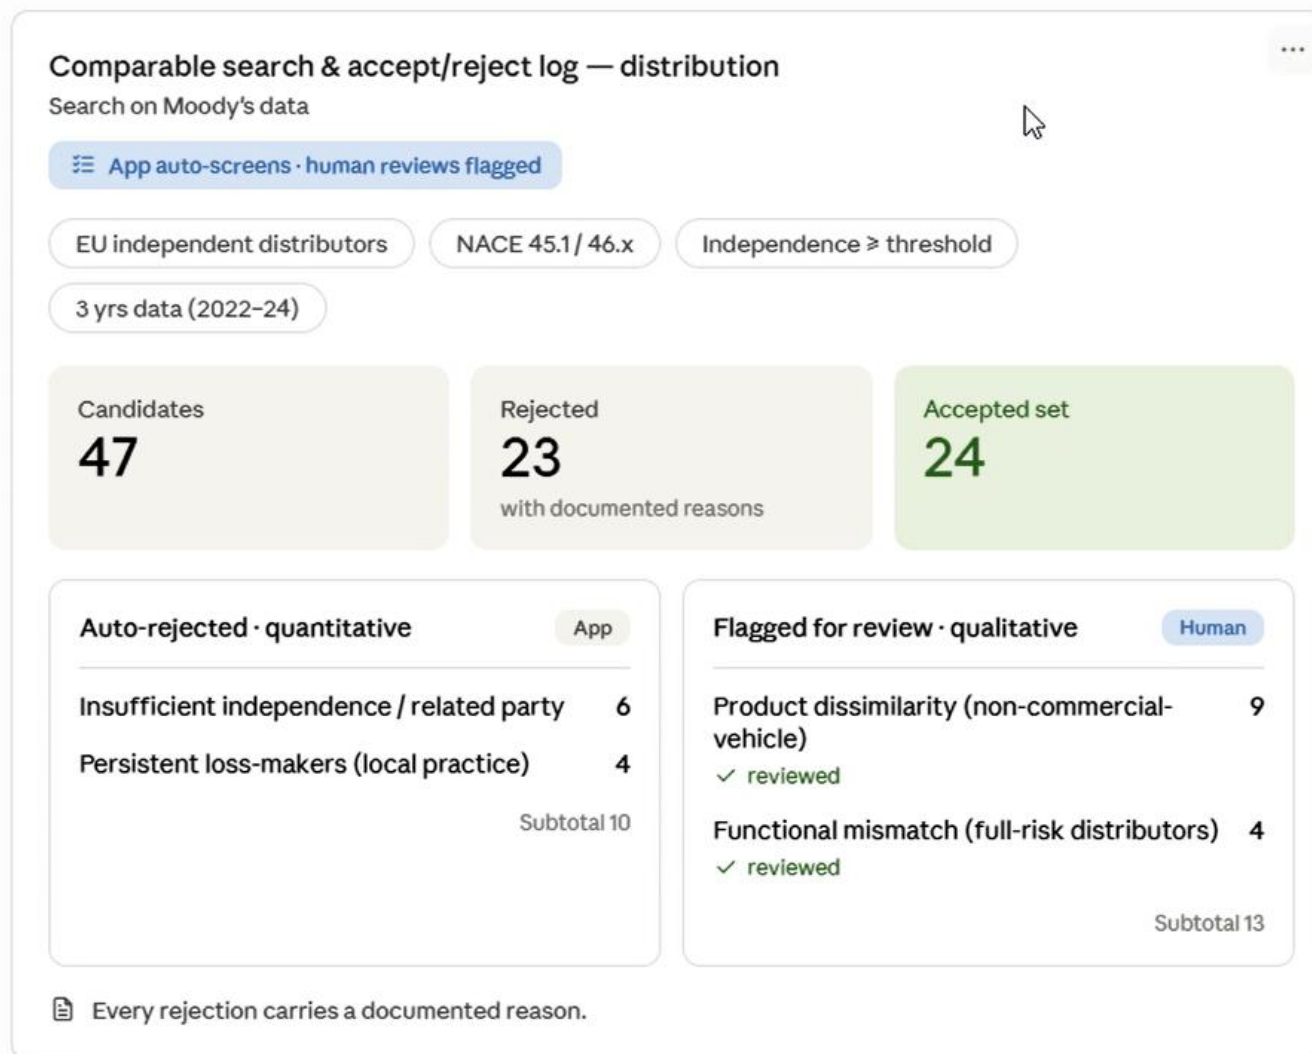 Comparable search & accept/reject log — distribution
Search on Moody's data
App auto-screens · human reviews flagged
EU independent distributors
NACE 45.1 / 46.x
Independence ≥ threshold
3 yrs data (2022–24)
Candidates
47
Rejected
23
with documented reasons
Accepted set
24
Auto-rejected · quantitative
App
Insufficient independence / related party 6
Persistent loss-makers (local practice) 4
Subtotal 10
Flagged for review · qualitative
Human
Product dissimilarity (non-commercial- 9
vehicle)
✓ reviewed
Functional mismatch (full-risk distributors) 4
✓ reviewed
Subtotal 13
Every rejection carries a documented reason.